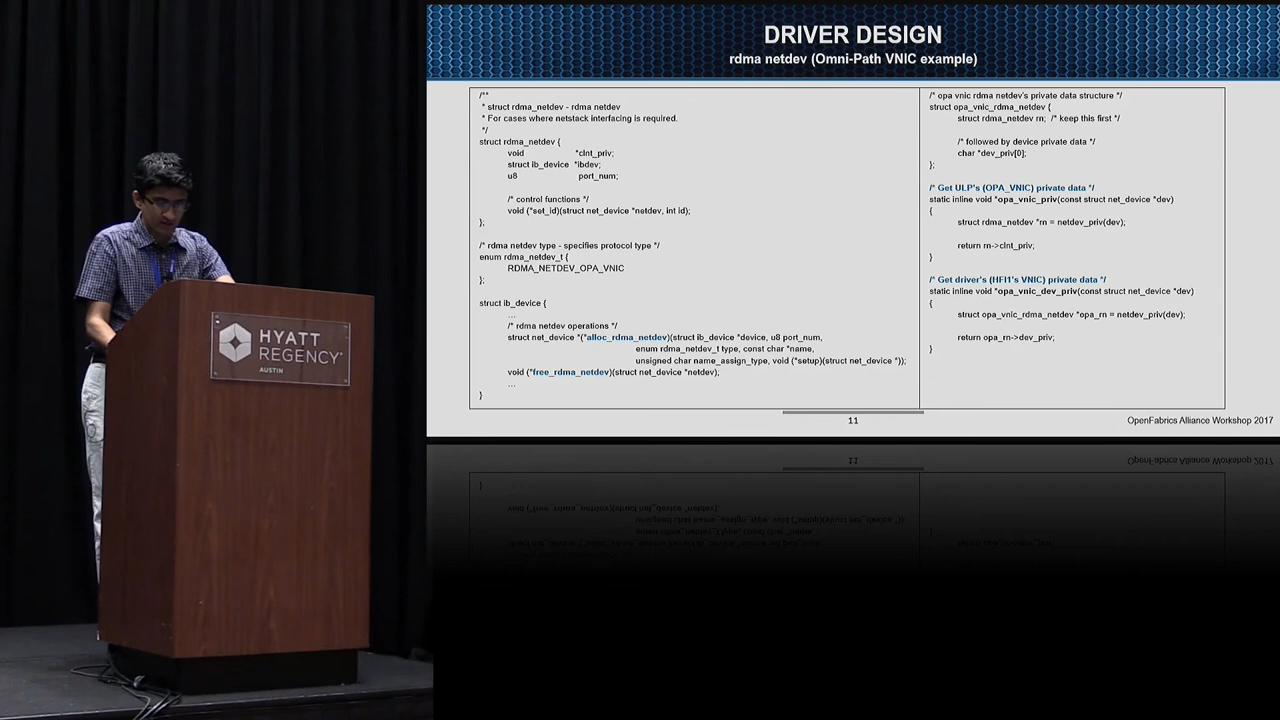 DRIVER DESIGN
rdma netdev (Omni-Path VNIC example)
/**
* struct rdma_netdev - rdma netdev
* For cases where netstack interfacing is required.
*/
struct rdma_netdev {
void *clnt_priv;
struct ib_device *ibdev;
u8 port_num;
/* control functions */
void (*set_id)(struct net_device *netdev, int id);
};
/* rdma netdev type - specifies protocol type */
enum rdma_netdev_t {
RDMA_NETDEV_OPA_VNIC
};
struct ib_device {
...
/* rdma netdev operations */
struct net_device *(*alloc_rdma_netdev)(struct ib_device *device, u8 port_num,
enum rdma_netdev_t type, const char *name,
unsigned char name_assign_type, void (*setup)(struct net_device *));
void (*free_rdma_netdev)(struct net_device *netdev);
...
}
/* opa vnic rdma netdev's private data structure */
struct opa_vnic_rdma_netdev {
struct rdma_netdev rn; /* keep this first */
/* followed by device private data */
char *dev_priv[0];
};
/* Get ULP's (OPA_VNIC) private data */
static inline void *opa_vnic_priv(const struct net_device *dev)
{
struct rdma_netdev *rn = netdev_priv(dev);
return rn->clnt_priv;
}
/* Get driver's (HFI1's VNIC) private data */
static inline void *opa_vnic_dev_priv(const struct net_device *dev)
{
struct opa_vnic_rdma_netdev *opa_rn = netdev_priv(dev);
return opa_rn->dev_priv;
}
11
OpenFabrics Alliance Workshop 2017
HYATT
REGENCY
AUSTIN